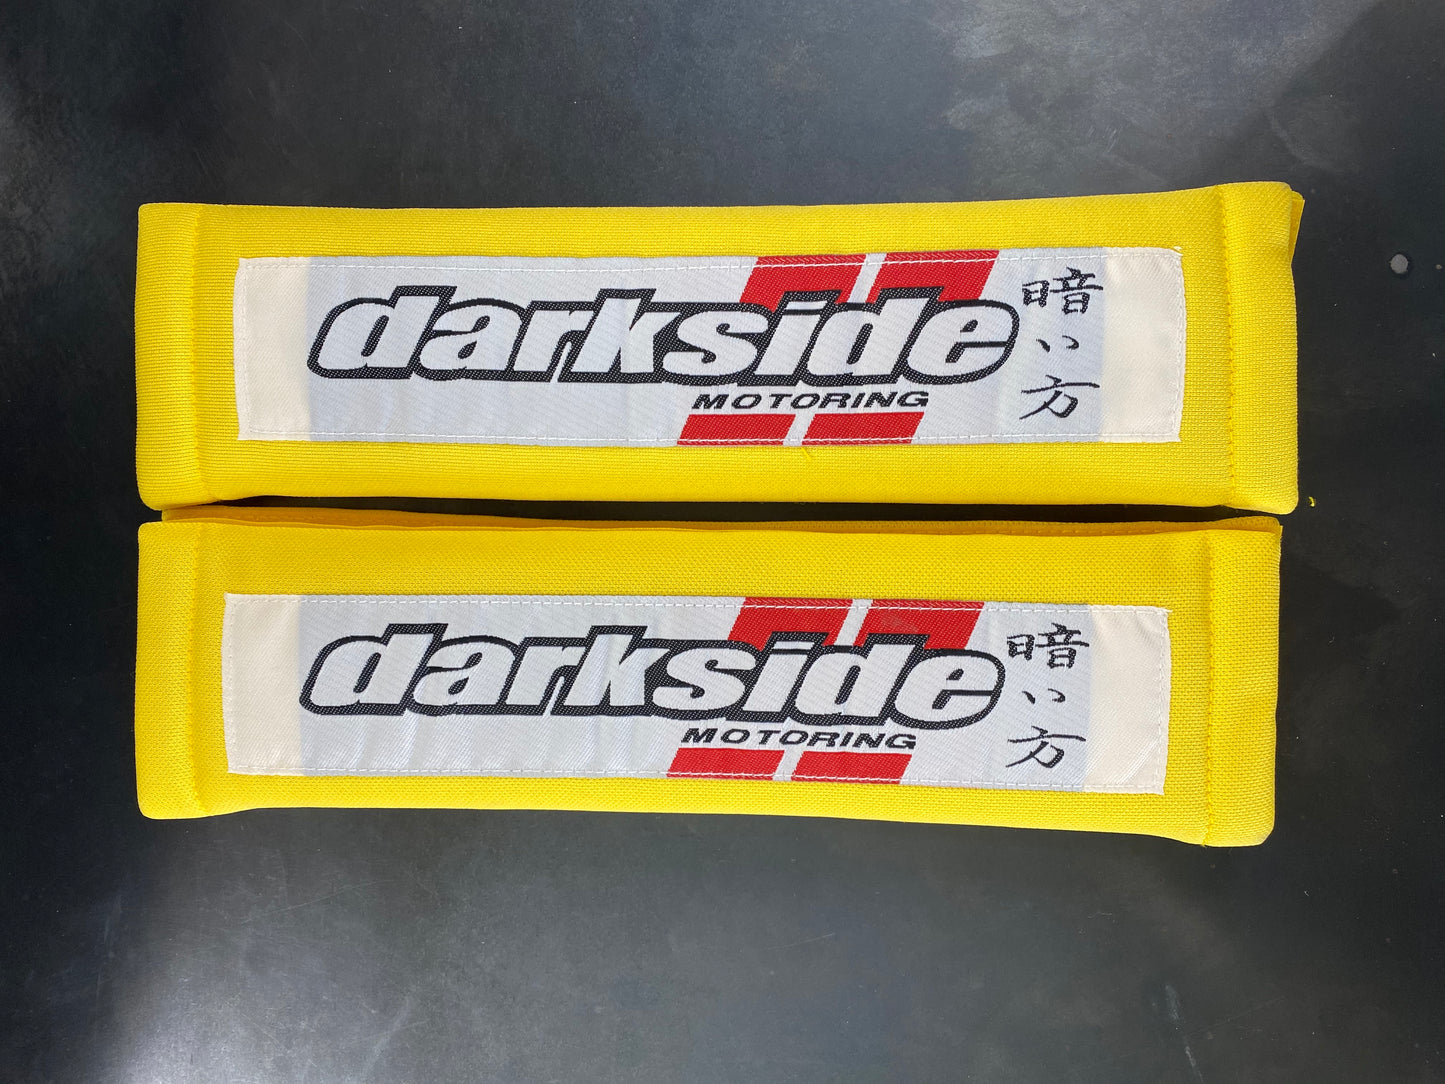 darkside
MOTORING
暗い方
darkside
MOTORING
暗い方